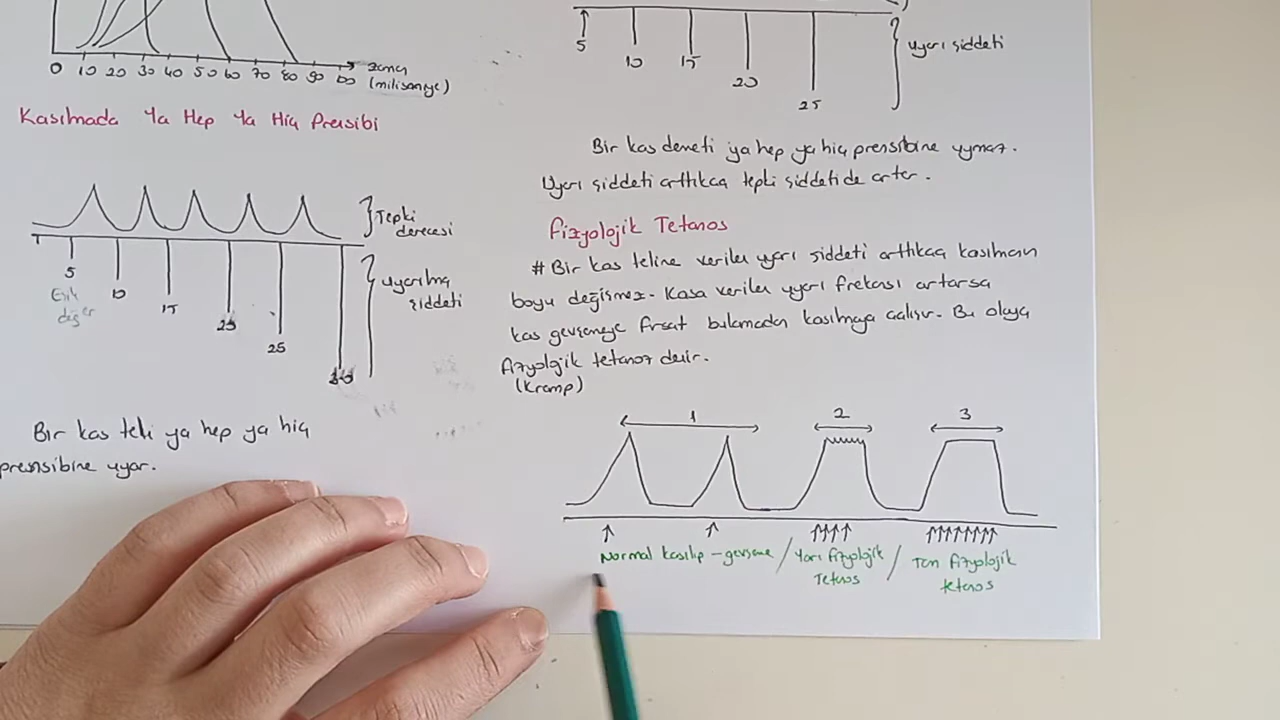 0 10 20 30 40 50 60 70 80 90 100
zaman
(milisaniye)
Kasılmada Ya Hep Ya Hiç Prensibi
Tepki
derecesi
5
10
15
25
25
Eşik
değer
uyarılma
şiddeti
Bir kas teli ya hep ya hiç
prensibine uyar.
5
10
15
20
25
uyarı şiddeti
Bir kas demeti ya hep ya hiç prensibine uymaz.
Uyarı şiddeti arttıkça tepki şiddeti de artar.
Fizyolojik Tetanos
# Bir kas teline verilen uyarı şiddeti arttıkça kasılmanın
boyu değişmez. Kasa verilen uyarı frekansı artarsa
kas gevşemeye fırsat bulamadan kasılmaya çalışır. Bu olaya
fizyolojik tetanoz denir.
(Kramp)
1
2
3
Normal kasılıp - gevşeme / Yarı fizyolojik / Tam fizyolojik
Tetanos
tetanos